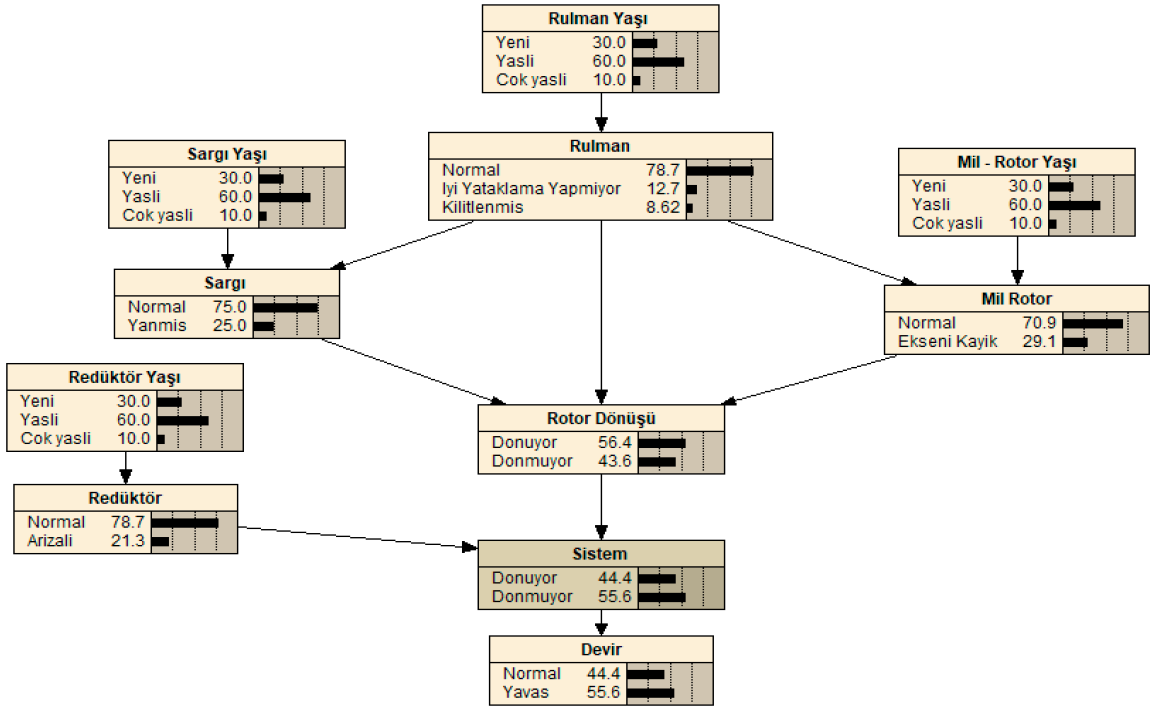 Rulman Yaşı
Yeni 30.0
Yasli 60.0
Cok yasli 10.0
Rulman
Normal 78.7
Iyi Yataklama Yapmiyor 12.7
Kilitlenmis 8.62
Sargı Yaşı
Yeni 30.0
Yasli 60.0
Cok yasli 10.0
Mil - Rotor Yaşı
Yeni 30.0
Yasli 60.0
Cok yasli 10.0
Sargı
Normal 75.0
Yanmis 25.0
Mil Rotor
Normal 70.9
Ekseni Kayik 29.1
Redüktör Yaşı
Yeni 30.0
Yasli 60.0
Cok yasli 10.0
Rotor Dönüşü
Donuyor 56.4
Donmuyor 43.6
Redüktör
Normal 78.7
Arizali 21.3
Sistem
Donuyor 44.4
Donmuyor 55.6
Devir
Normal 44.4
Yavas 55.6